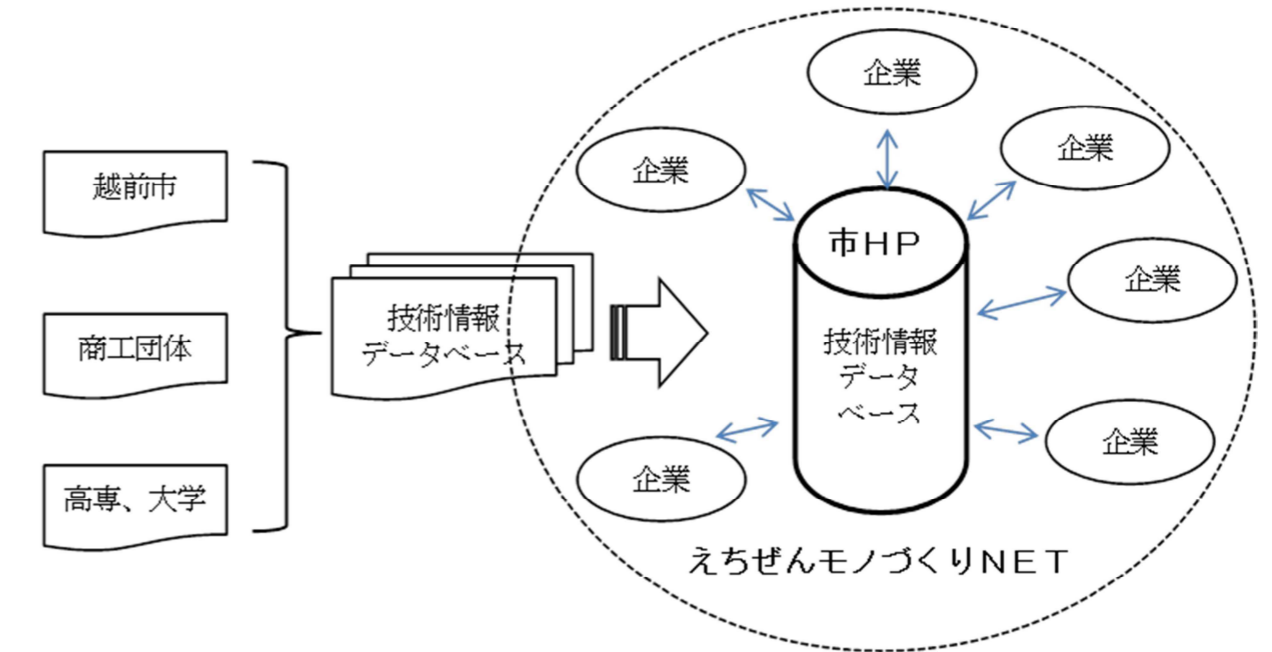 越前市
商工団体
高専、大学
技術情報
データベース
企業
企業
企業
市HP
技術情報
データ
ベース
企業
企業
企業
えちぜんモノづくりNET